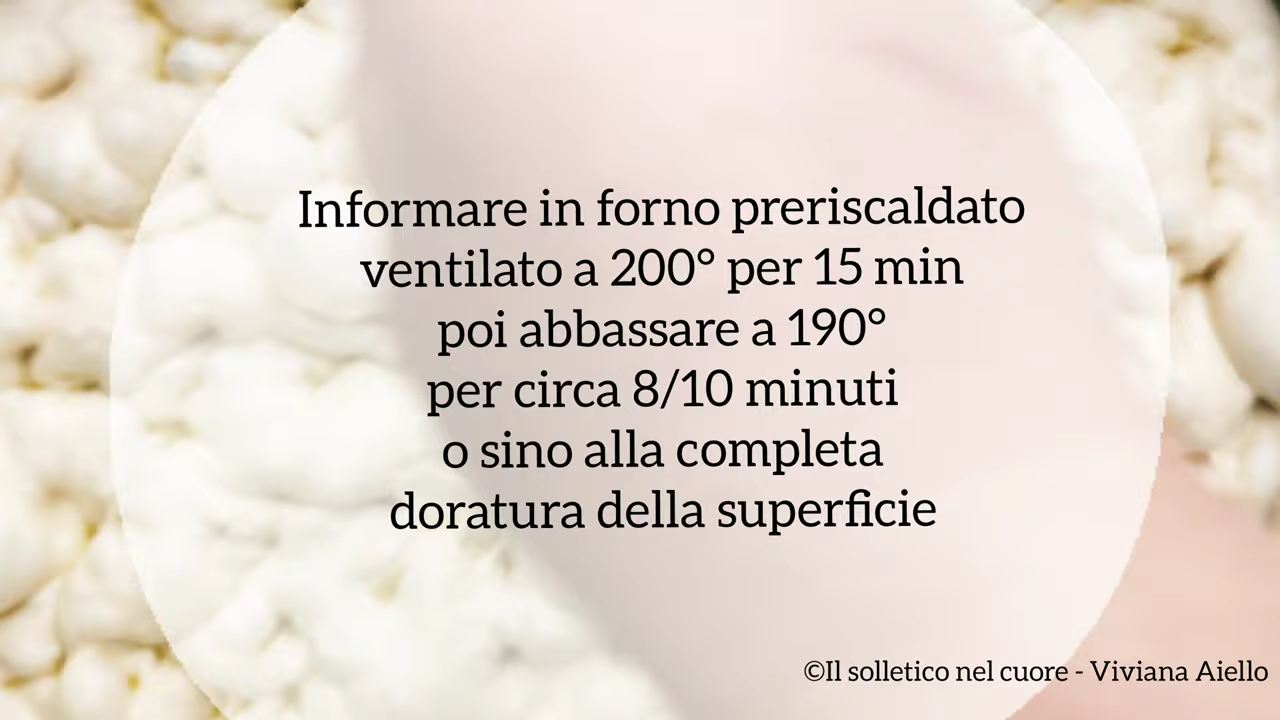 Informare in forno preriscaldato
ventilato a 200° per 15 min
poi abbassare a 190°
per circa 8/10 minuti
o sino alla completa
doratura della superficie
©Il solletico nel cuore - Viviana Aiello